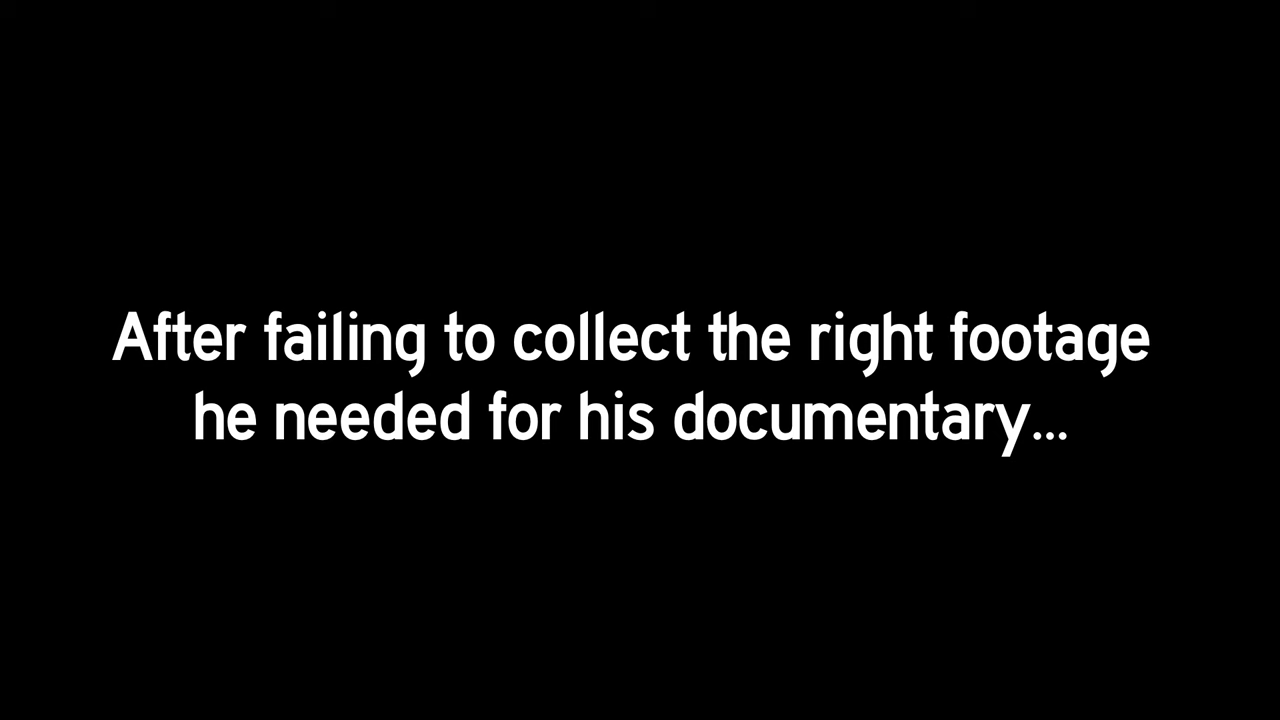 After failing to collect the right footage
he needed for his documentary...